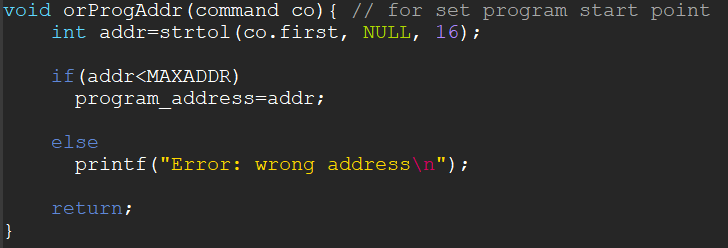 void orProgAddr(command co){ // for set program start point
    int addr=strtol(co.first, NULL, 16);
    if(addr<MAXADDR)
      program_address=addr;
    else
      printf("Error: wrong address\n");
    return;
}